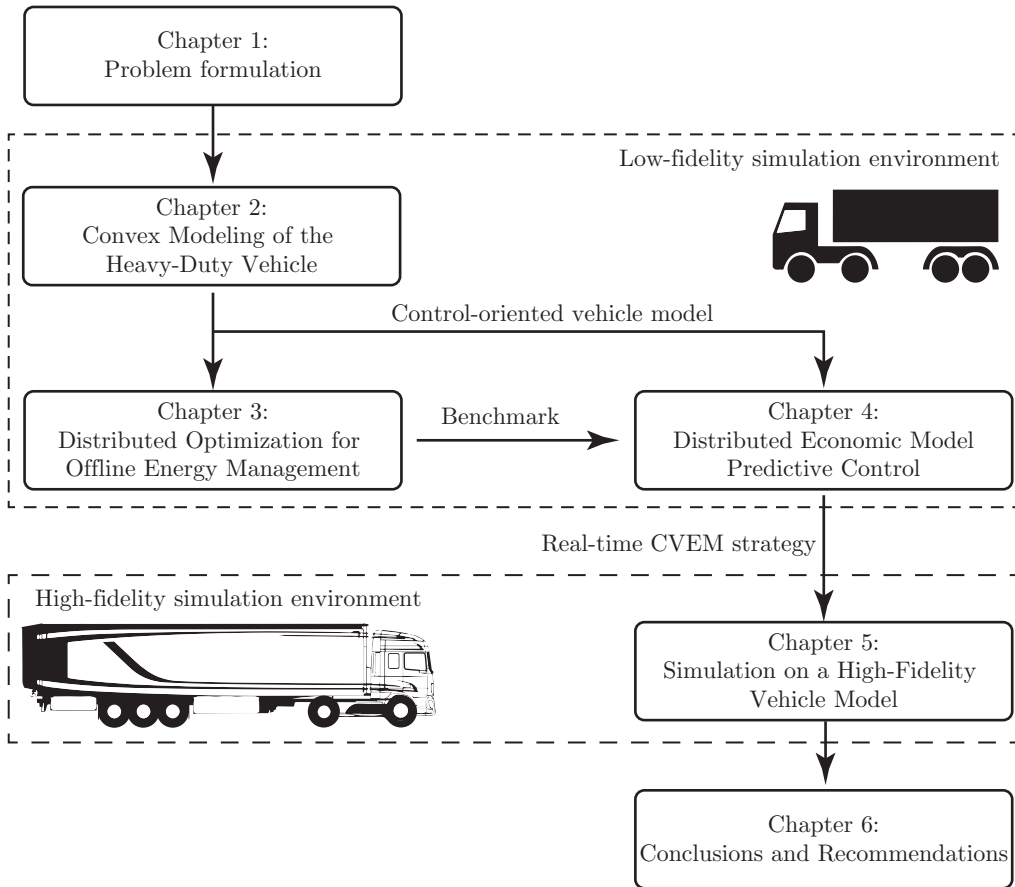 Chapter 1:
Problem formulation
Low-fidelity simulation environment
Chapter 2:
Convex Modeling of the
Heavy-Duty Vehicle
Control-oriented vehicle model
Chapter 3:
Distributed Optimization for
Offline Energy Management
Benchmark
Chapter 4:
Distributed Economic Model
Predictive Control
Real-time CVEM strategy
High-fidelity simulation environment
Chapter 5:
Simulation on a High-Fidelity
Vehicle Model
Chapter 6:
Conclusions and Recommendations